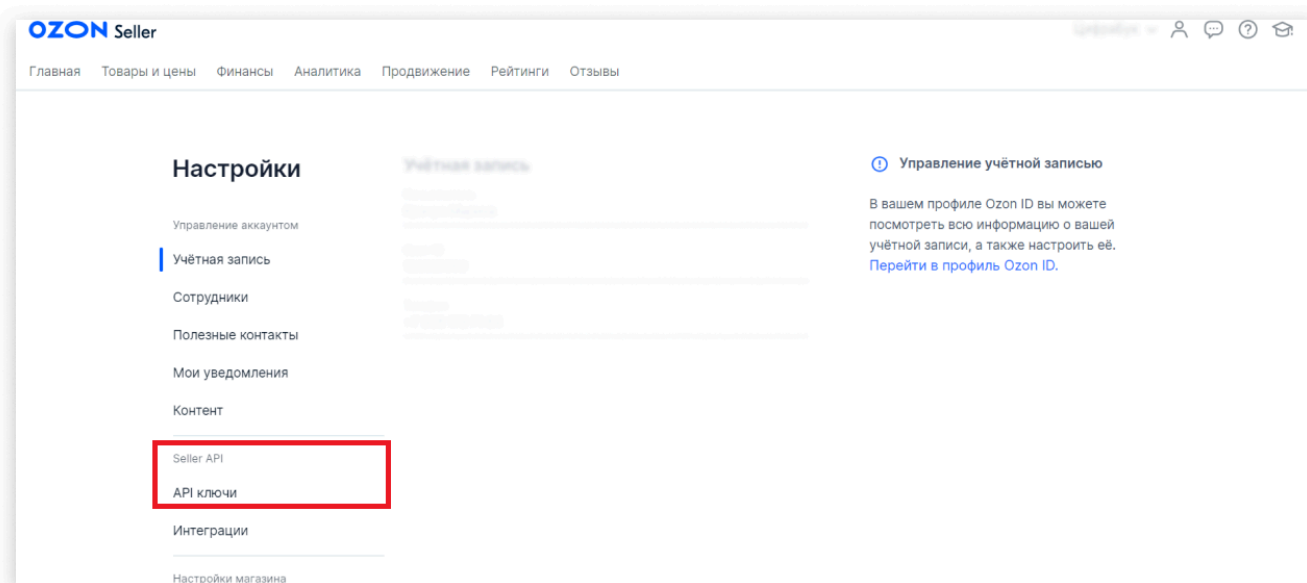 OZON Seller
Главная Товары и цены Финансы Аналитика Продвижение Рейтинги Отзывы
Настройки
Управление аккаунтом
Учётная запись
Сотрудники
Полезные контакты
Мои уведомления
Контент
Seller API
API ключи
Интеграции
Настройки магазина
Учётная запись
Управление учётной записью
В вашем профиле Ozon ID вы можете
посмотреть всю информацию о вашей
учётной записи, а также настроить её.
Перейти в профиль Ozon ID.